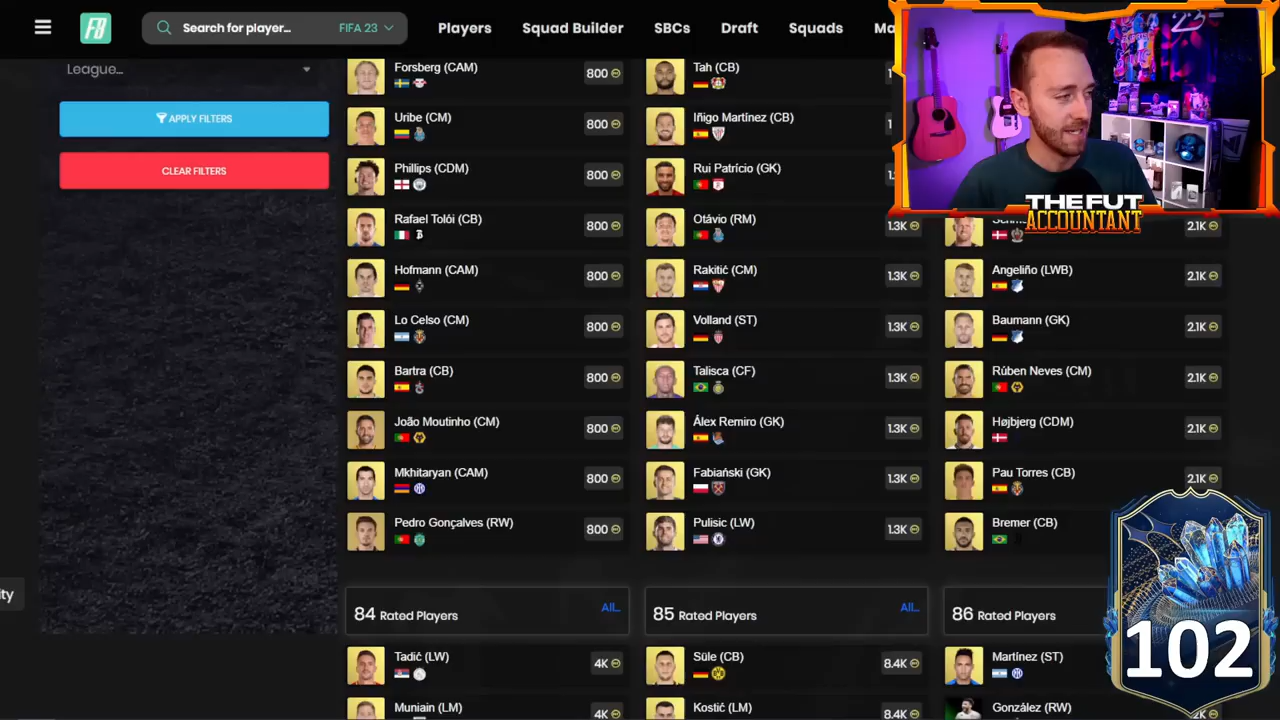 FB
Search for player...
FIFA 23
Players
Squad Builder
SBCs
Draft
Squads
League...
APPLY FILTERS
CLEAR FILTERS
Forsberg (CAM)
800
Uribe (CM)
800
Phillips (CDM)
800
Rafael Tolói (CB)
800
Hofmann (CAM)
800
Lo Celso (CM)
800
Bartra (CB)
800
João Moutinho (CM)
800
Mkhitaryan (CAM)
800
Pedro Gonçalves (RW)
800
Tah (CB)
Iñigo Martínez (CB)
Rui Patrício (GK)
Otávio (RM)
1.3K
Rakitić (CM)
1.3K
Volland (ST)
1.3K
Talisca (CF)
1.3K
Álex Remiro (GK)
1.3K
Fabiański (GK)
1.3K
Pulisic (LW)
1.3K
THE FUT
ACCOUNTANT
2.1K
Angeliño (LWB)
2.1K
Baumann (GK)
2.1K
Rúben Neves (CM)
2.1K
Højbjerg (CDM)
2.1K
Pau Torres (CB)
2.1K
Bremer (CB)
84 Rated Players
All..
Tadić (LW)
4K
Muniain (LM)
4K
85 Rated Players
All..
Süle (CB)
8.4K
Kostić (LM)
8.4K
86 Rated Players
Martínez (ST)
González (RW)
102